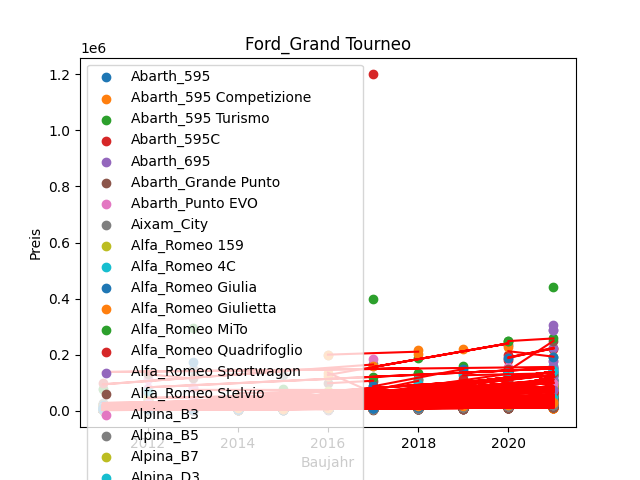 Ford_Grand Tourneo
1e6
1.2
1.0
0.8
0.6
0.4
0.2
0.0
Preis
Abarth_595
Abarth_595 Competizione
Abarth_595 Turismo
Abarth_595C
Abarth_695
Abarth_Grande Punto
Abarth_Punto EVO
Aixam_City
Alfa_Romeo 159
Alfa_Romeo 4C
Alfa_Romeo Giulia
Alfa_Romeo Giulietta
Alfa_Romeo MiTo
Alfa_Romeo Quadrifoglio
Alfa_Romeo Sportwagon
Alfa_Romeo Stelvio
Alpina_B3
Alpina_B5
Alpina_B7
Alpina_D3
2012 2014 2016 2018 2020
Baujahr